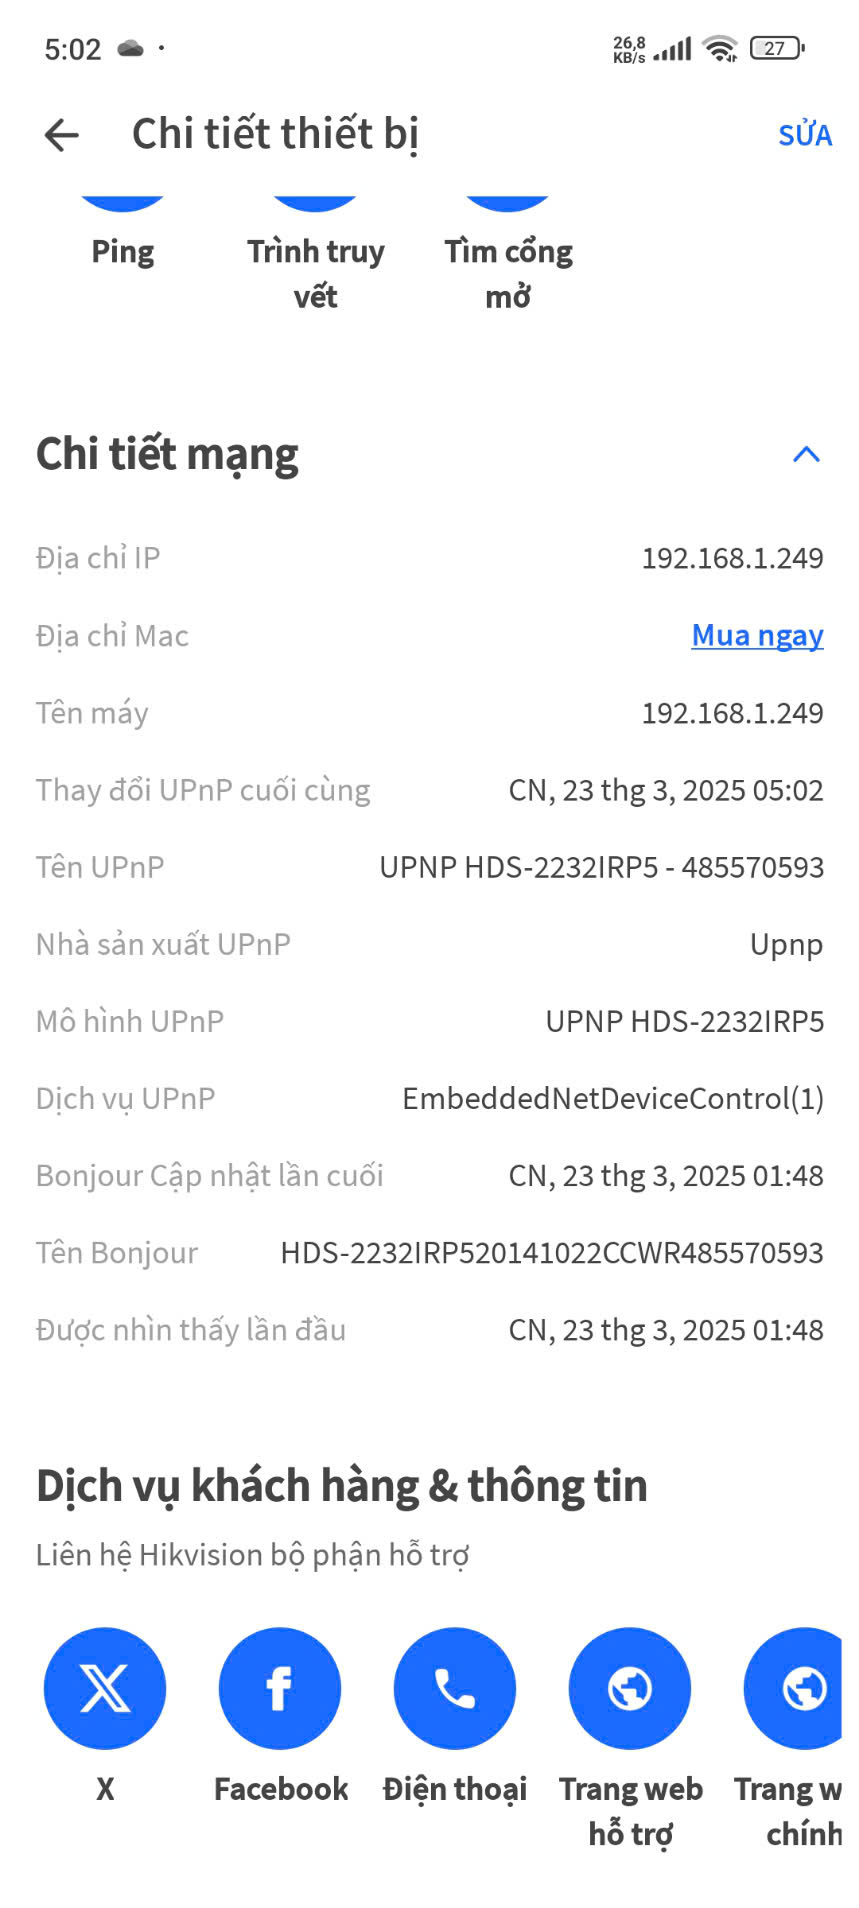 5:02
26,8
KB/s
27
Chi tiết thiết bị
SỬA
Ping
Trình truy
vết
Tìm cổng
mở
Chi tiết mạng
Địa chỉ IP 192.168.1.249
Địa chỉ Mac Mua ngay
Tên máy 192.168.1.249
Thay đổi UPnP cuối cùng CN, 23 thg 3, 2025 05:02
Tên UPnP UPNP HDS-2232IRP5 - 485570593
Nhà sản xuất UPnP Upnp
Mô hình UPnP UPNP HDS-2232IRP5
Dịch vụ UPnP EmbeddedNetDeviceControl(1)
Bonjour Cập nhật lần cuối CN, 23 thg 3, 2025 01:48
Tên Bonjour HDS-2232IRP520141022CCWR485570593
Được nhìn thấy lần đầu CN, 23 thg 3, 2025 01:48
Dịch vụ khách hàng & thông tin
Liên hệ Hikvision bộ phận hỗ trợ
X
Facebook
Điện thoại
Trang web
hỗ trợ
Trang w
chính